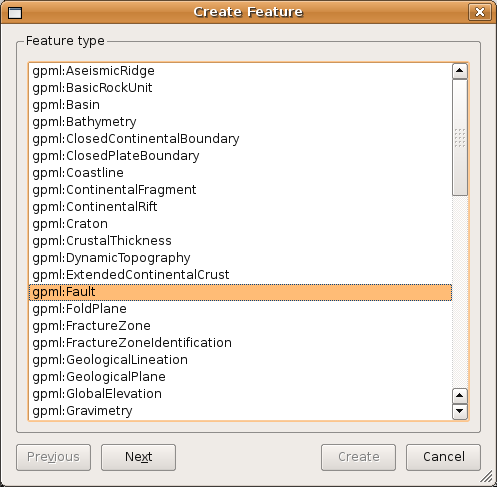 Create Feature
Feature type
gpml:AseismicRidge
gpml:BasicRockUnit
gpml:Basin
gpml:Bathymetry
gpml:ClosedContinentalBoundary
gpml:ClosedPlateBoundary
gpml:Coastline
gpml:ContinentalFragment
gpml:ContinentalRift
gpml:Craton
gpml:CrustalThickness
gpml:DynamicTopography
gpml:ExtendedContinentalCrust
gpml:Fault
gpml:FoldPlane
gpml:FractureZone
gpml:FractureZoneIdentification
gpml:GeologicalLineation
gpml:GeologicalPlane
gpml:GlobalElevation
gpml:Gravimetry
Previous Next Create Cancel